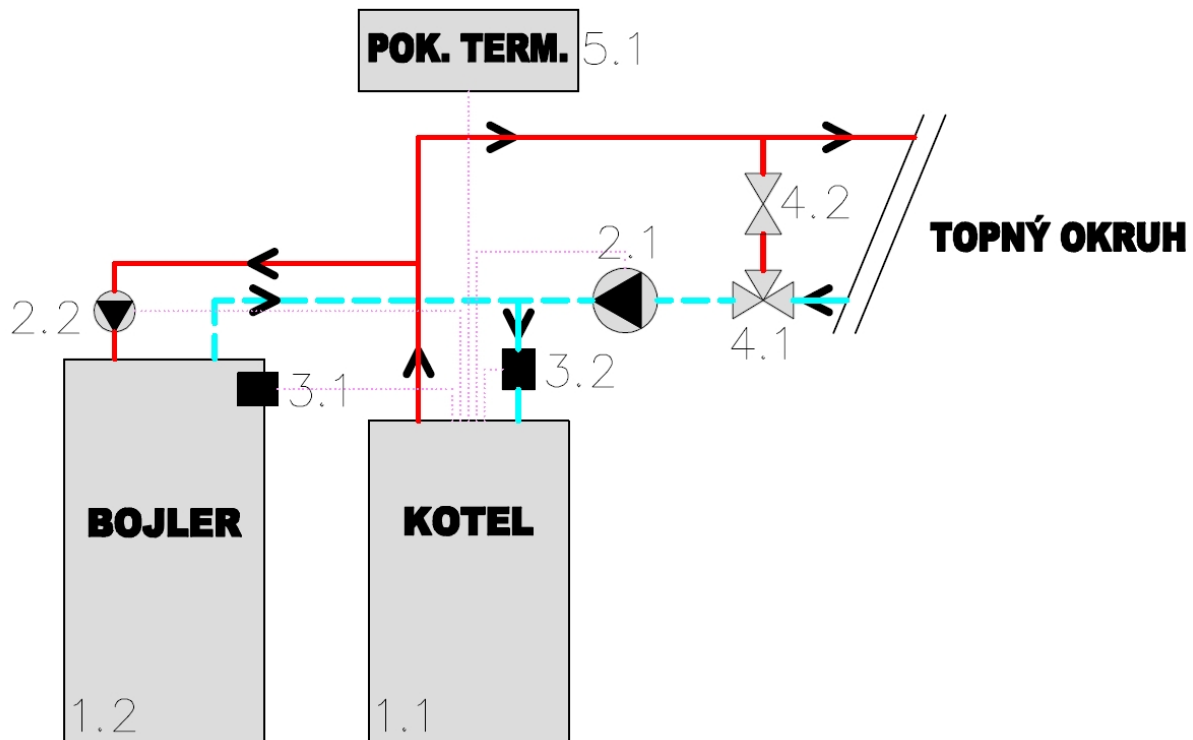 POK. TERM. 5.1
4.2
2.1
TOPNÝ OKRUH
2.2
4.1
3.1
3.2
BOJLER
KOTEL
1.2
1.1